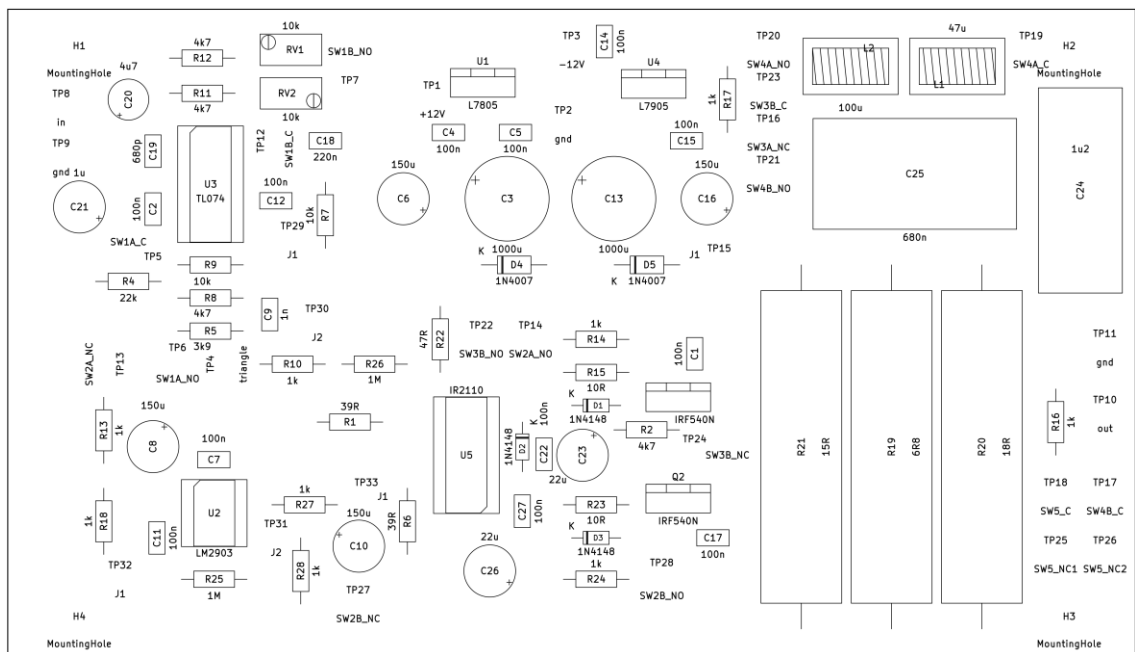 H1
MountingHole
TP8
in
TP9
gnd
4u7
C20
+
1u
C21
+
680p
C19
100n
C2
4k7
R12
R11
4k7
U3
TL074
10k
RV1
RV2
10k
SW1B_NO
TP7
TP12
SW1B_C
C18
220n
100n
C12
TP29
10k
R7
J1
SW1A_C
TP5
R4
22k
R9
10k
R8
4k7
R5
3k9
C9
1n
TP30
J2
TP1
+12V
U1
L7805
C4
100n
C5
100n
TP3
-12V
C14
100n
TP2
gnd
U4
L7905
1k
R17
100n
C15
150u
C6
+
+
C3
1000u
+
C13
1000u
150u
C16
+
K
D4
1N4007
K
D5
1N4007
J1
TP15
TP20
SW4A_NO
TP23
SW3B_C
TP16
SW3A_NC
TP21
SW4B_NO
L2
100u
47u
L1
TP19
SW4A_C
H2
MountingHole
C25
680n
1u2
C24
SW2A_NC
TP13
TP6
SW1A_NO
TP4
triangle
R10
1k
R26
1M
47R
R22
TP22
SW3B_NO
TP14
SW2A_NO
1k
R14
R15
10R
100n
C1
K
D1
1N4148
IRF540N
39R
R1
IR2110
U5
K
1N4148
D2
100n
C22
+
C23
22u
R2
4k7
TP24
SW3B_NC
R13
1k
150u
C8
+
100n
C7
U2
LM2903
1k
R18
C11
100n
TP32
J1
R25
1M
1k
R27
TP31
J2
R28
1k
TP33
J1
150u
C10
+
39R
R6
TP27
SW2B_NC
22u
C26
+
C27
100n
R23
10R
K
D3
1N4148
1k
R24
Q2
IRF540N
C17
100n
TP28
SW2B_NO
R21
15R
R19
6R8
R20
18R
TP11
gnd
TP10
out
R16
1k
TP18
SW5_C
TP25
SW5_NC1
TP17
SW4B_C
TP26
SW5_NC2
H4
MountingHole
H3
MountingHole